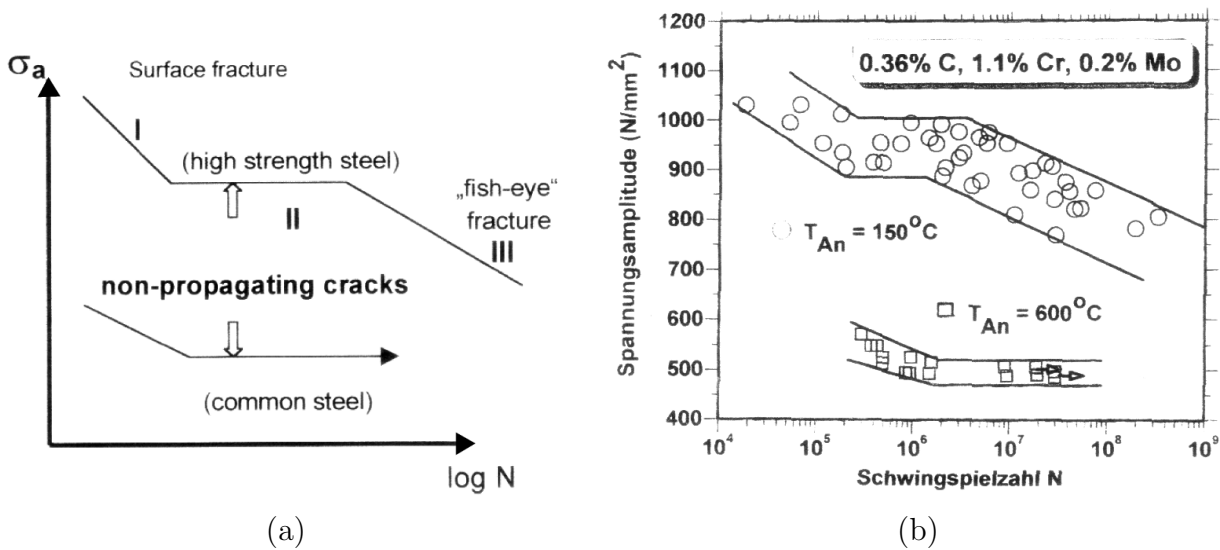 σa
Surface fracture
I
(high strength steel)
II
„fish-eye“
fracture
III
non-propagating cracks
(common steel)
log N
(a)
Spannungsamplitude (N/mm²)
1200
1100
1000
900
800
700
600
500
400
0.36% C, 1.1% Cr, 0.2% Mo
T An = 150°C
T An = 600°C
10⁴ 10⁵ 10⁶ 10⁷ 10⁸ 10⁹
Schwingspielzahl N
(b)